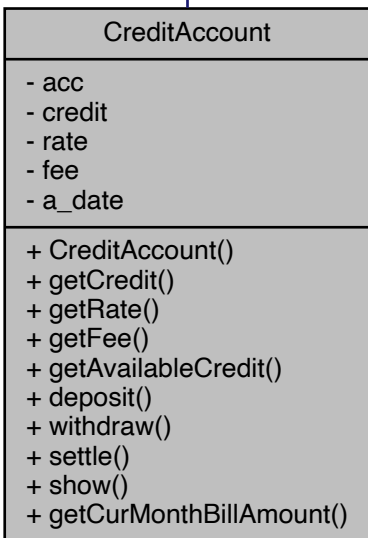 CreditAccount
- acc
- credit
- rate
- fee
- a_date
+ CreditAccount()
+ getCredit()
+ getRate()
+ getFee()
+ getAvailableCredit()
+ deposit()
+ withdraw()
+ settle()
+ show()
+ getCurMonthBillAmount()